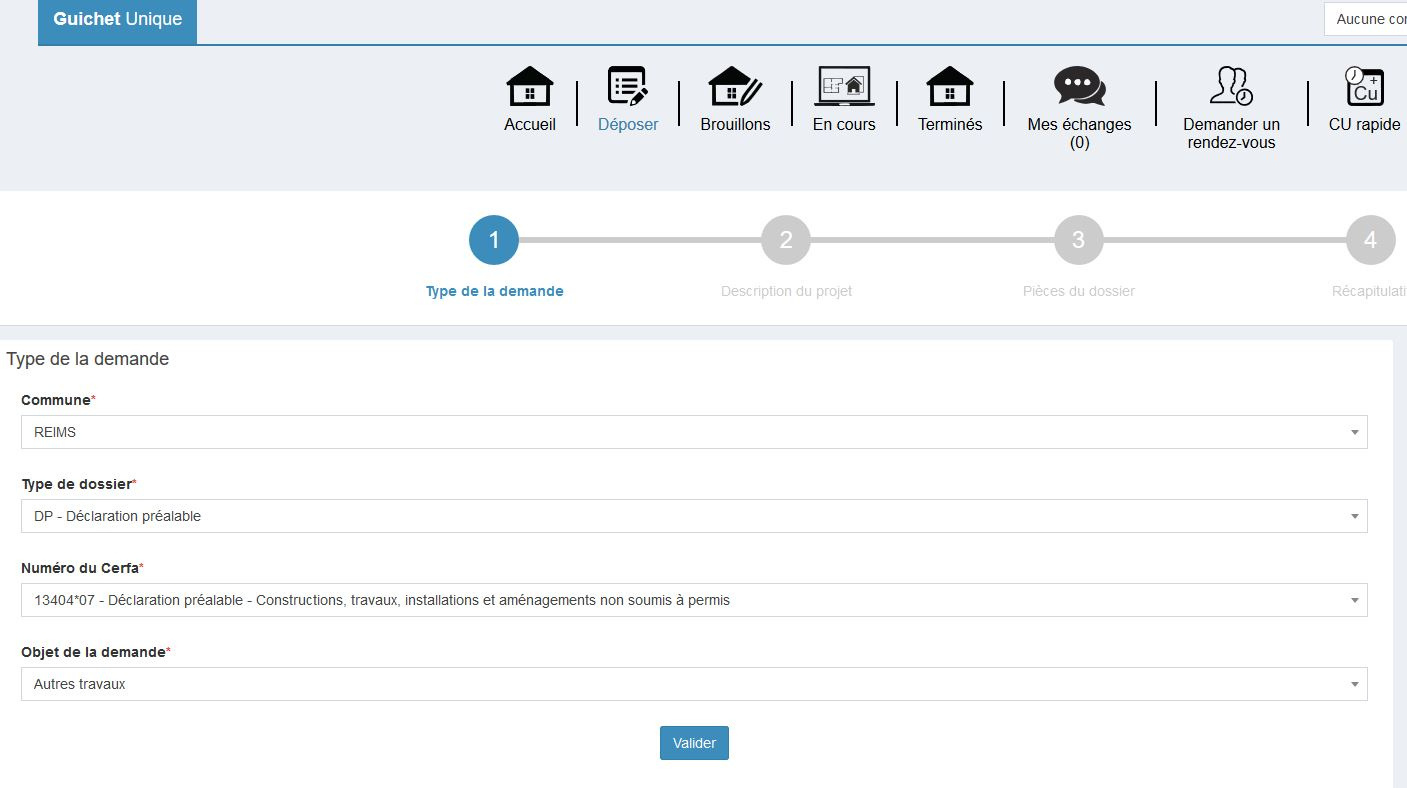 Guichet Unique
Aucune
Accueil
Déposer
Brouillons
En cours
Terminés
Mes échanges
(0)
Demander un
rendez-vous
Cu
CU rapide
1
2
3
4
Type de la demande
Description du projet
Pièces du dossier
Type de la demande
Commune*
REIMS
Type de dossier*
DP - Déclaration préalable
Numéro du Cerfa*
13404*07 - Déclaration préalable - Constructions, travaux, installations et aménagements non soumis à permis
Objet de la demande*
Autres travaux
Valider